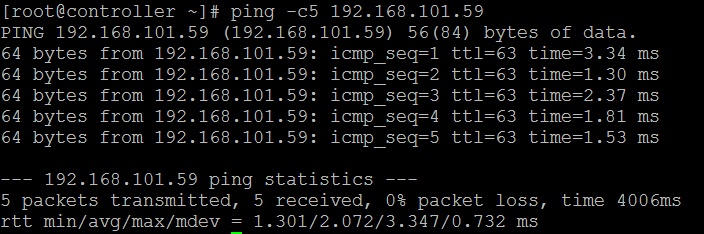 [root@controller ~]# ping -c5 192.168.101.59
PING 192.168.101.59 (192.168.101.59) 56(84) bytes of data.
64 bytes from 192.168.101.59: icmp_seq=1 ttl=63 time=3.34 ms
64 bytes from 192.168.101.59: icmp_seq=2 ttl=63 time=1.30 ms
64 bytes from 192.168.101.59: icmp_seq=3 ttl=63 time=2.37 ms
64 bytes from 192.168.101.59: icmp_seq=4 ttl=63 time=1.81 ms
64 bytes from 192.168.101.59: icmp_seq=5 ttl=63 time=1.53 ms

--- 192.168.101.59 ping statistics ---
5 packets transmitted, 5 received, 0% packet loss, time 4006ms
rtt min/avg/max/mdev = 1.301/2.072/3.347/0.732 ms